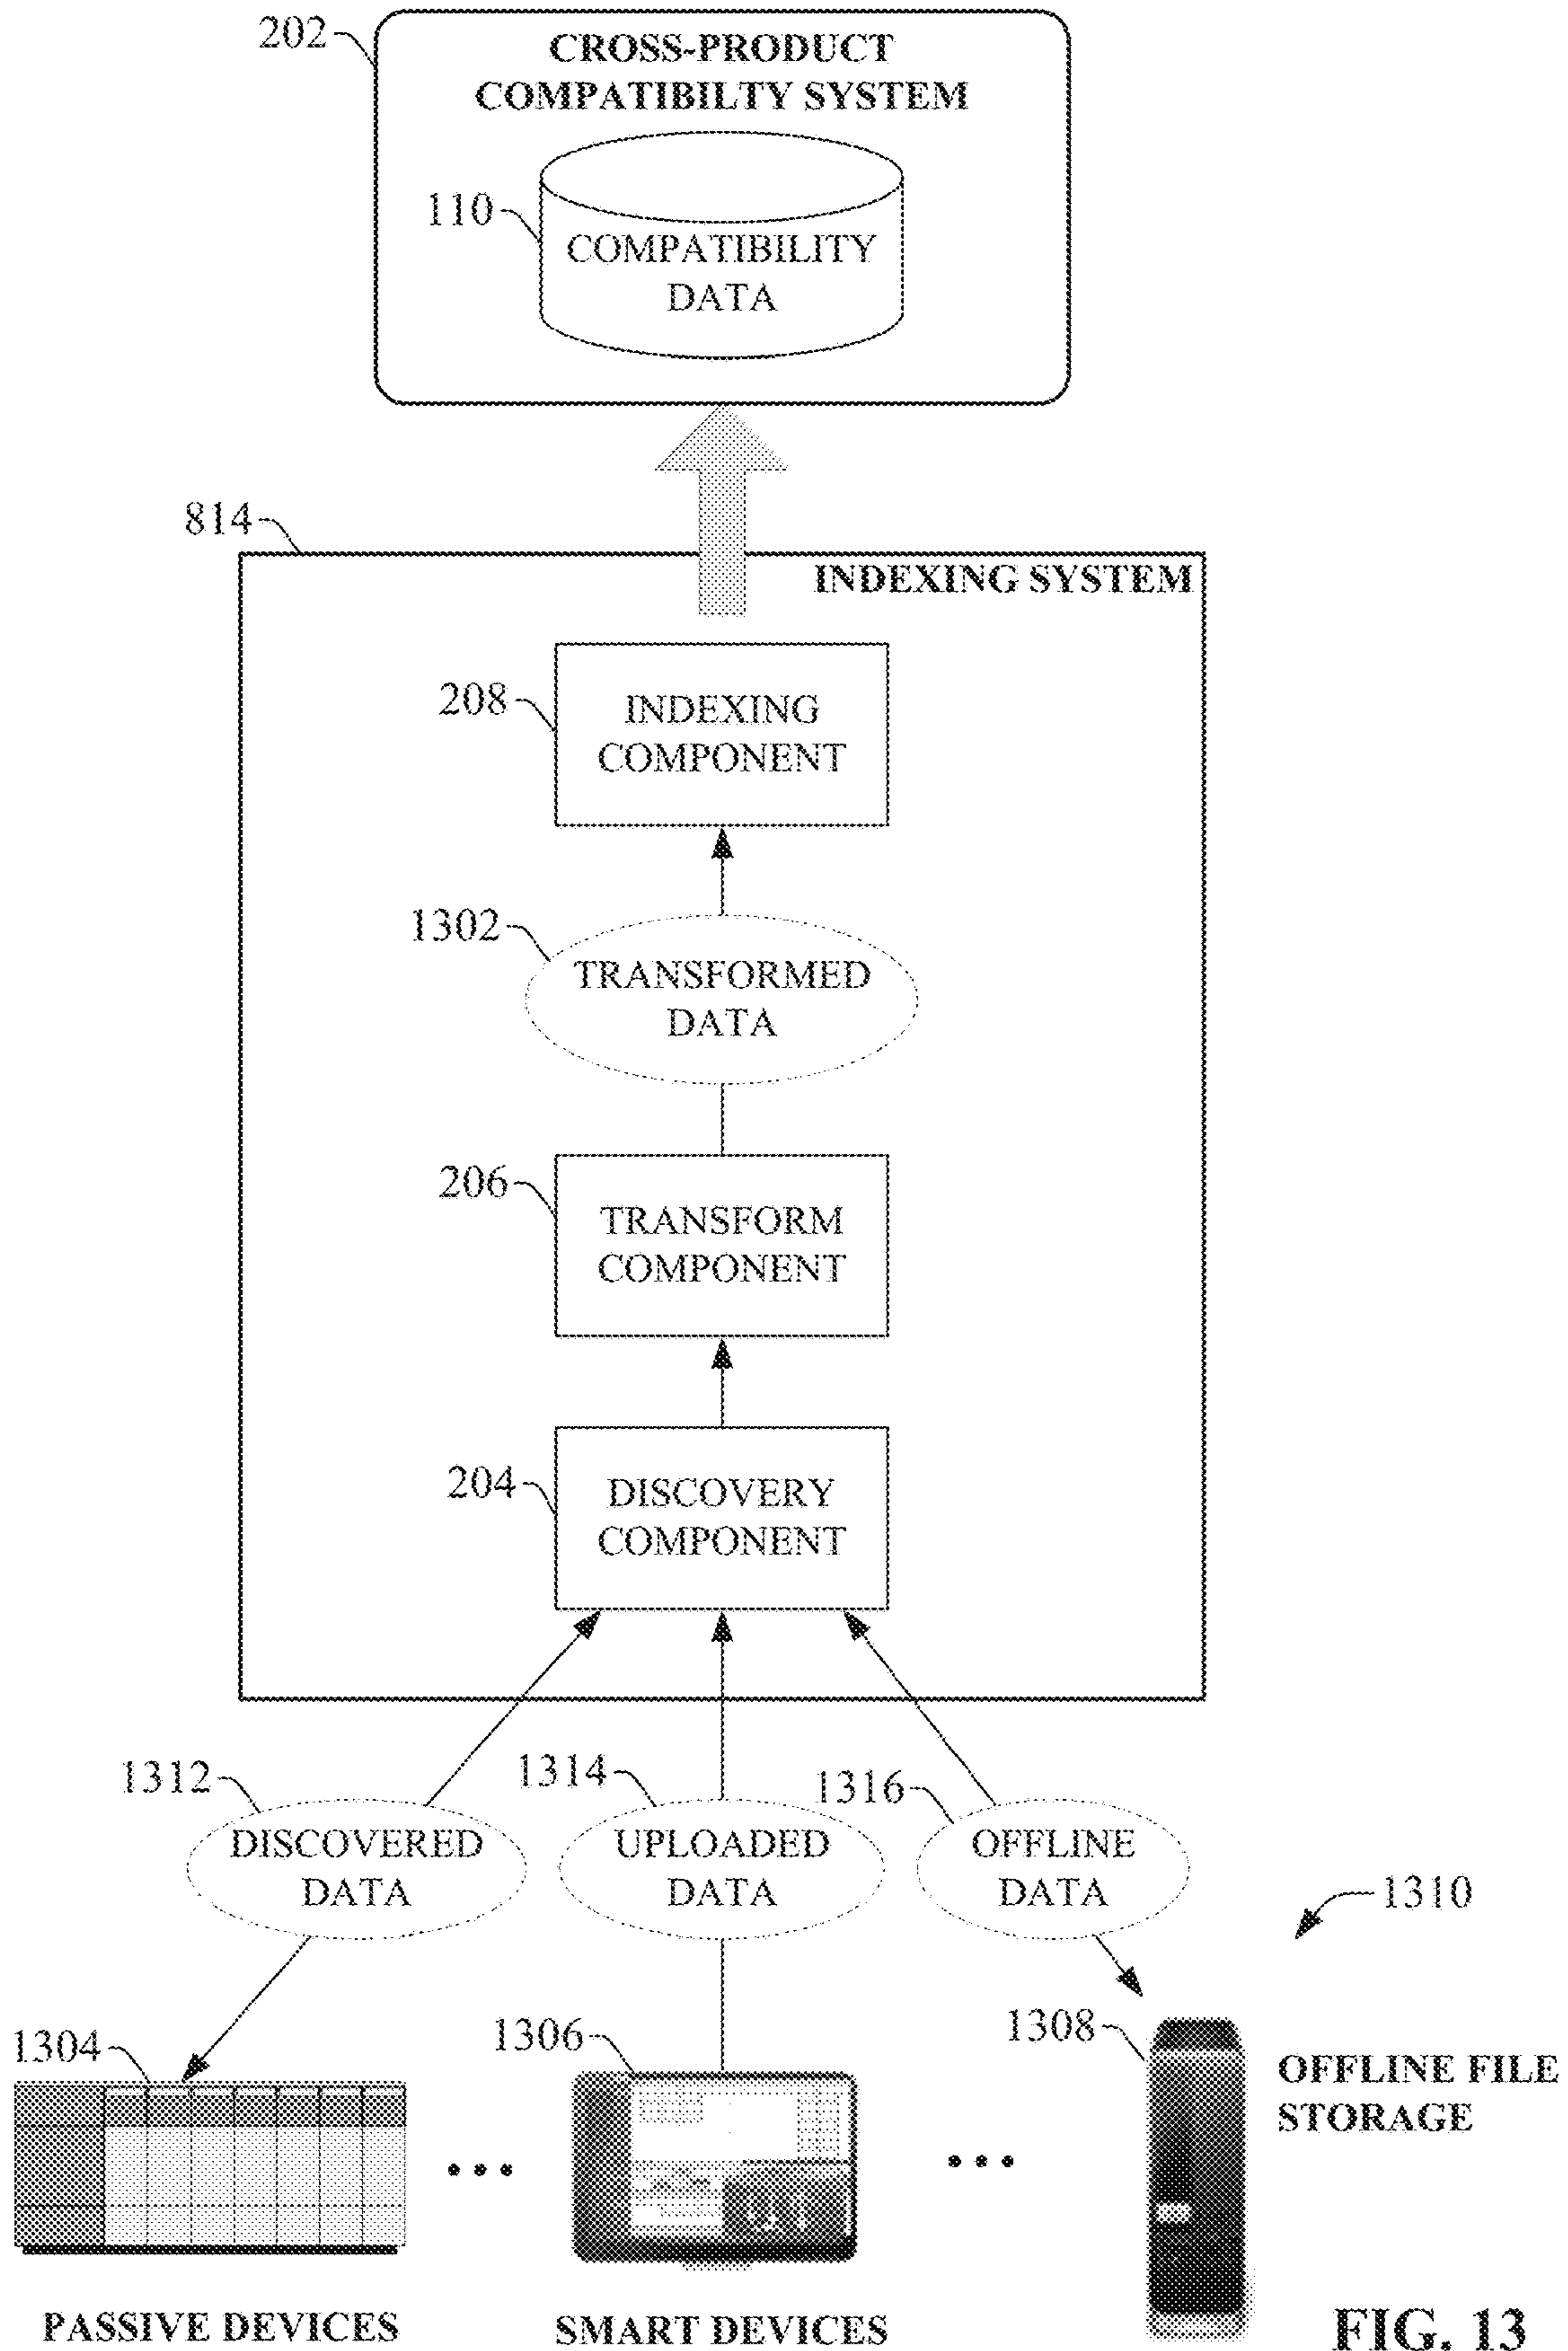 202
CROSS-PRODUCT
COMPATIBILTY SYSTEM
110
COMPATIBILITY
DATA
814
INDEXING SYSTEM
208
INDEXING
COMPONENT
1302
TRANSFORMED
DATA
206
TRANSFORM
COMPONENT
204
DISCOVERY
COMPONENT
1312
DISCOVERED
DATA
1314
UPLOADED
DATA
1316
OFFLINE
DATA
1310
1304
1306
1308
OFFLINE FILE
STORAGE
PASSIVE DEVICES
SMART DEVICES
FIG. 13